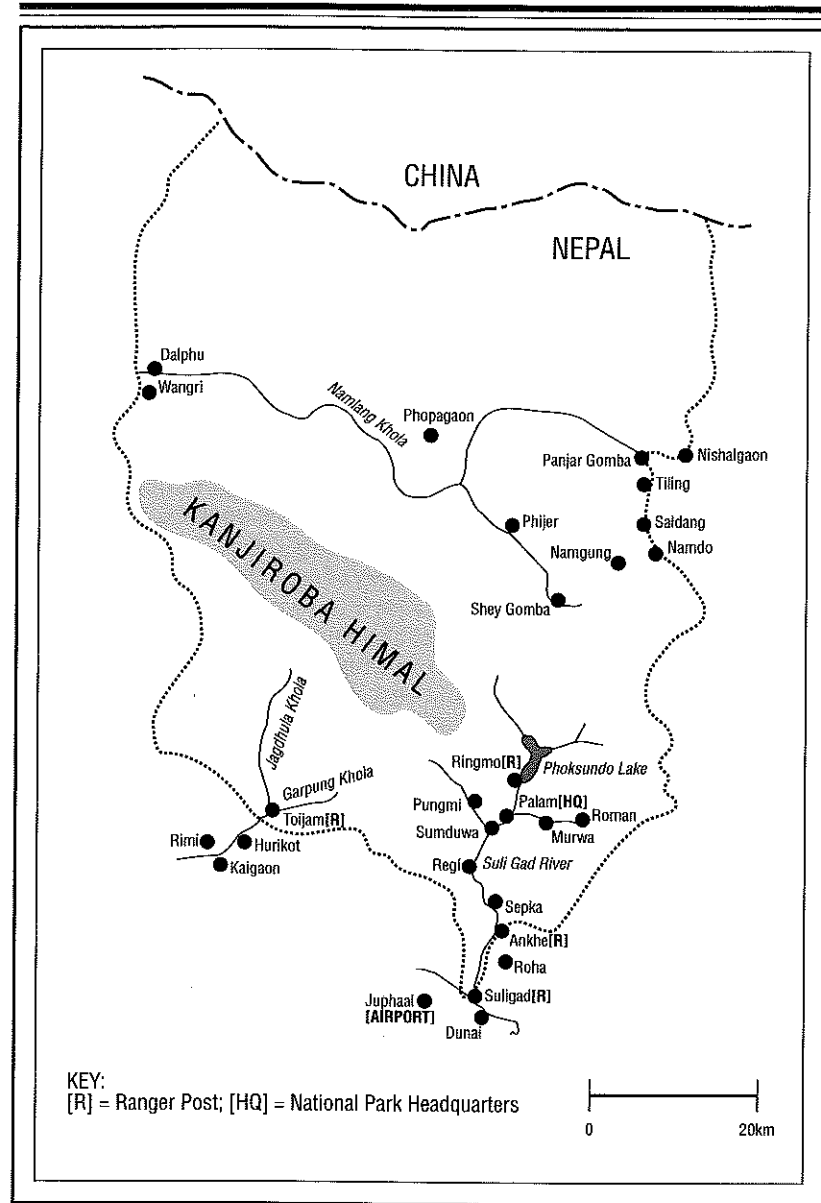 CHINA
NEPAL
Dalphu
Wangri
Namlang Khola
Phopagaon
Panjar Gomba
Nishalgaon
Tiling
Phijer
Saldang
Namgung
Namdo
Shey Gomba
KANJIROBA HIMAL
Jagdhula Khola
Garpung Khola
Toijam[R]
Rimi
Hurikot
Kaigaon
Ringmo[R]
Phoksundo Lake
Pungmi
Palam[HQ]
Roman
Sumduwa
Murwa
Regi
Suli Gad River
Sepka
Ankhe[R]
Roha
Juphaal
[AIRPORT]
Suligad[R]
Dunai
KEY:
[R] = Ranger Post; [HQ] = National Park Headquarters
0 20km